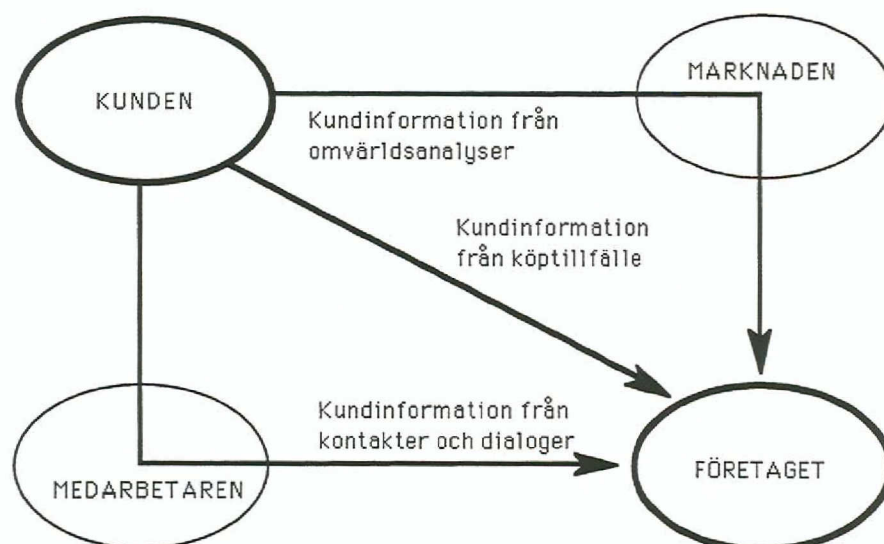 MARKNADEN
KUNDEN
Kundinformation från
omvärldsanalyser
Kundinformation
från köptillfälle
Kundinformation från
kontakter och dialoger
MEDARBETAREN
FÖRETAGET